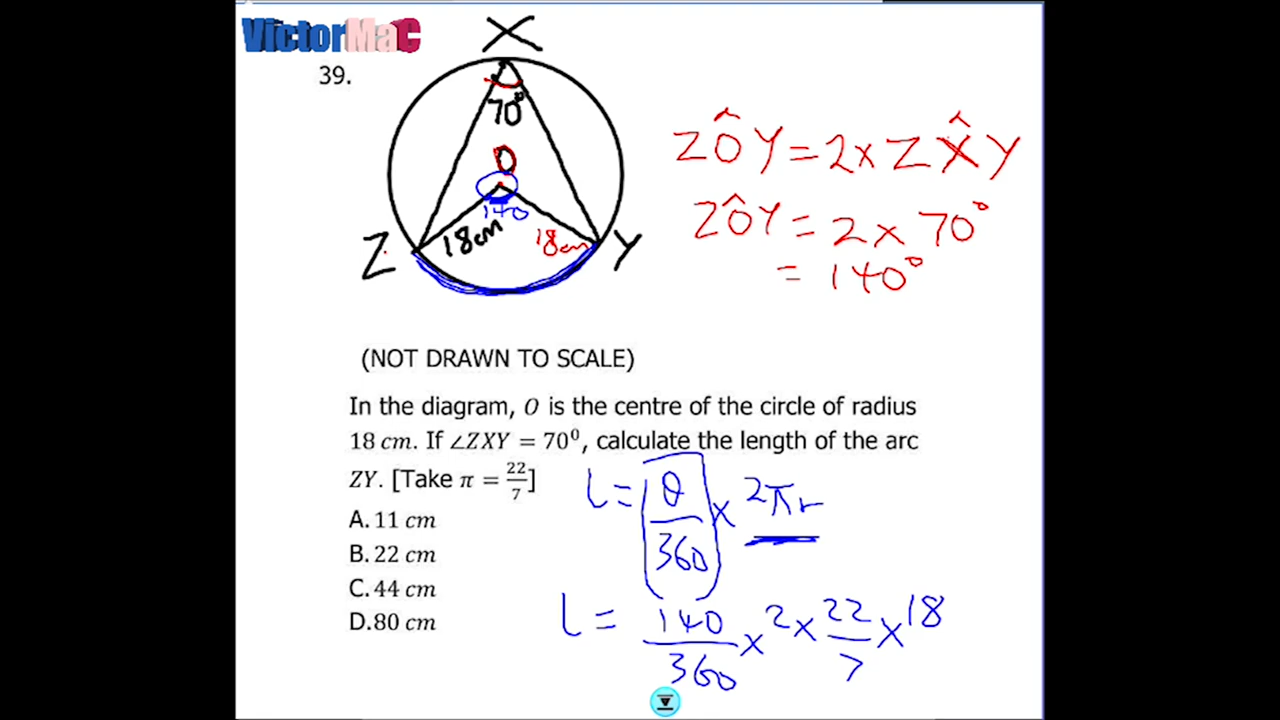 VictorMaC
39.
X
70°
O
140
18cm
18cm
Z
Y
ZÔY = 2 x ZX̂Y
ZÔY = 2 x 70°
= 140°
(NOT DRAWN TO SCALE)
In the diagram, O is the centre of the circle of radius
18 cm. If ∠ZXY = 70⁰, calculate the length of the arc
ZY. [Take π = 22/7]
A. 11 cm
B. 22 cm
C. 44 cm
D. 80 cm
l = θ/360 x 2πr
l = 140/360 x 2 x 22/7 x 18